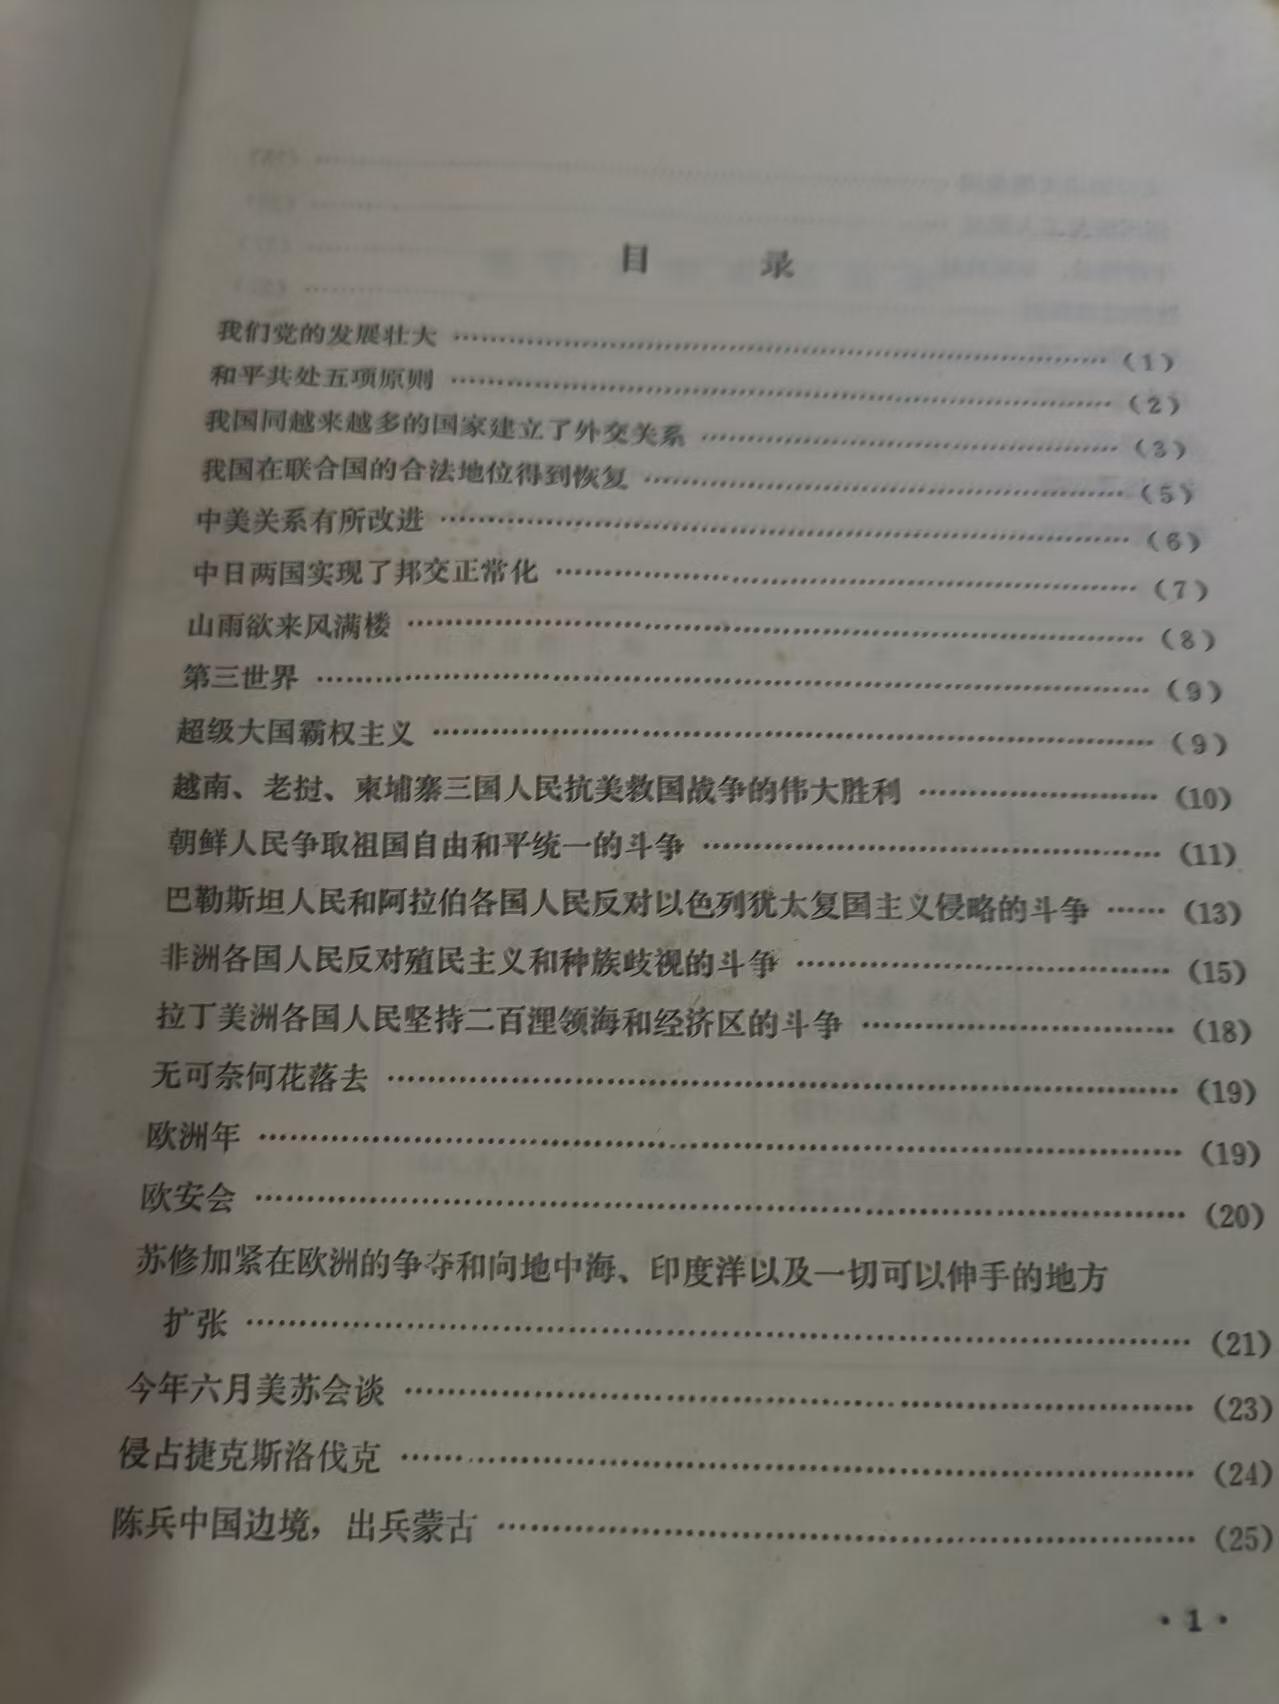 目 录
我们党的发展壮大 ………………………………………………(1)
和平共处五项原则 ………………………………………………(2)
我国同越来越多的国家建立了外交关系 ………………………………(3)
我国在联合国的合法地位得到恢复 …………………………………(5)
中美关系有所改进 ………………………………………………(6)
中日两国实现了邦交正常化 ………………………………………(7)
山雨欲来风满楼 …………………………………………………(8)
第三世界 ………………………………………………………(9)
超级大国霸权主义 ………………………………………………(9)
越南、老挝、柬埔寨三国人民抗美救国战争的伟大胜利 ………………(10)
朝鲜人民争取祖国自由和平统一的斗争 ……………………………(11)
巴勒斯坦人民和阿拉伯各国人民反对以色列犹太复国主义侵略的斗争 ……(13)
非洲各国人民反对殖民主义和种族歧视的斗争 ………………………(15)
拉丁美洲各国人民坚持二百浬领海和经济区的斗争 …………………(18)
无可奈何花落去 …………………………………………………(19)
欧洲年 …………………………………………………………(19)
欧安会 …………………………………………………………(20)
苏修加紧在欧洲的争夺和向地中海、印度洋以及一切可以伸手的地方
扩张 ……………………………………………………………(21)
今年六月美苏会谈 ………………………………………………(23)
侵占捷克斯洛伐克 ………………………………………………(24)
陈兵中国边境，出兵蒙古 …………………………………………(25)
· 1 ·